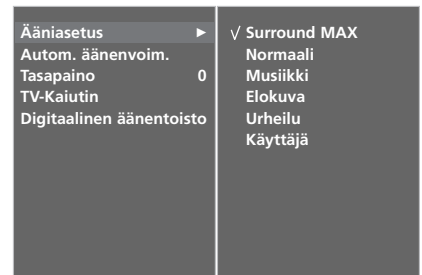 Ääniasetus ►
Autom. äänenvoim.
Tasapaino 0
TV-Kaiutin
Digitaalinen äänentoisto
√ Surround MAX
Normaali
Musiikki
Elokuva
Urheilu
Käyttäjä